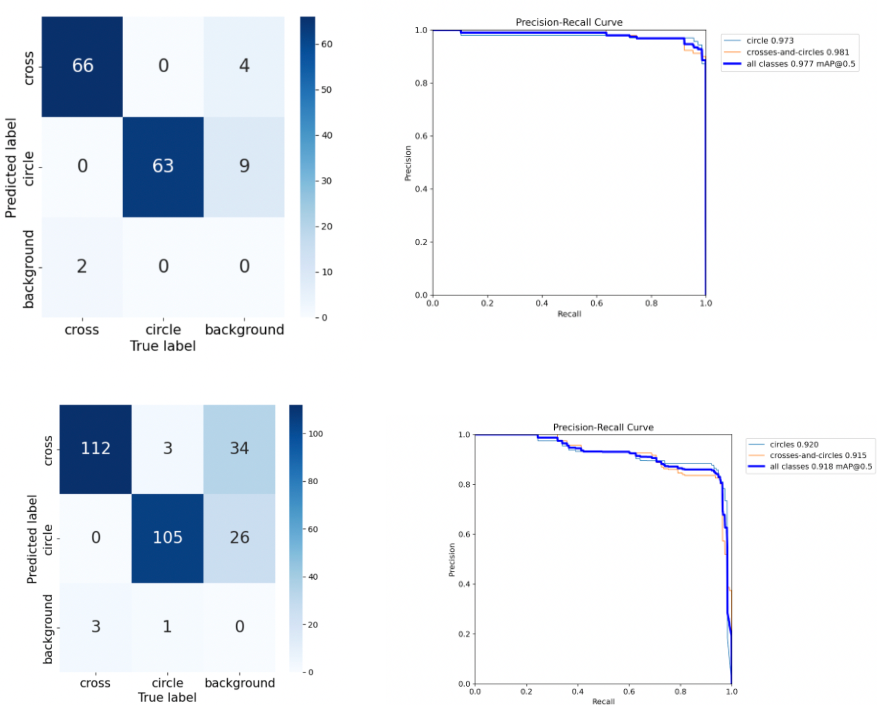 cross
66
0
4
circle
0
63
9
background
2
0
0
Predicted label
cross
circle
background
True label
60
50
40
30
20
10
0
Precision-Recall Curve
1.0
0.8
0.6
0.4
0.2
0.0
Precision
0.0 0.2 0.4 0.6 0.8 1.0
Recall
circle 0.973
crosses-and-circles 0.981
all classes 0.977 mAP@0.5
cross
112
3
34
circle
0
105
26
background
3
1
0
Predicted label
cross
circle
background
True label
100
80
60
40
20
0
Precision-Recall Curve
1.0
0.8
0.6
0.4
0.2
0.0
Precision
0.0 0.2 0.4 0.6 0.8 1.0
Recall
circles 0.920
crosses-and-circles 0.915
all classes 0.918 mAP@0.5